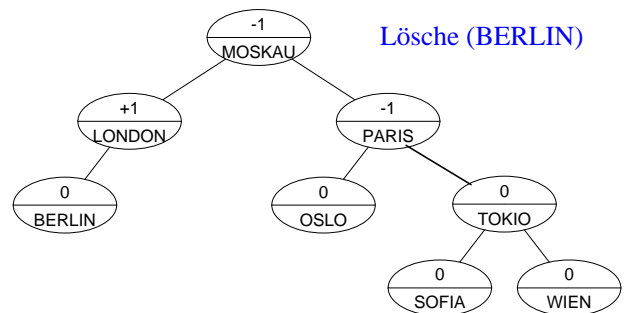 -1
MOSKAU
Lösche (BERLIN)
+1
LONDON
-1
PARIS
0
BERLIN
0
OSLO
0
TOKIO
0
SOFIA
0
WIEN